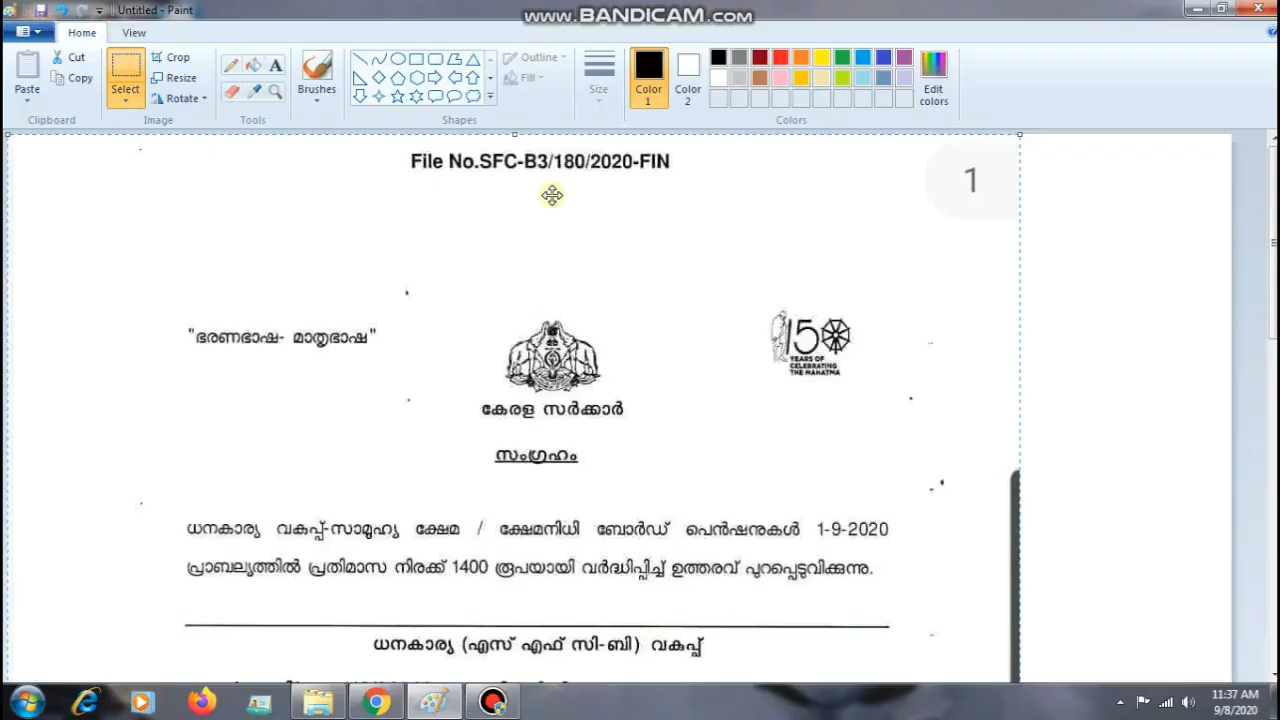 Untitled - Paint
www.BANDICAM.com
Home View
Cut
Copy
Paste
Clipboard
Crop
Resize
Rotate
Select
Image
Tools
Brushes
Outline
Fill
Shapes
Size
Color 1
Color 2
Edit colors
Colors
File No.SFC-B3/180/2020-FIN
1
"ഭരണഭാഷ- മാതൃഭാഷ"
150
YEARS OF
CELEBRATING
THE MAHATMA
കേരള സർക്കാർ
സംഗ്രഹം
ധനകാര്യ വകുപ്പ്-സാമൂഹ്യ ക്ഷേമ / ക്ഷേമനിധി ബോർഡ് പെൻഷനുകൾ 1-9-2020
പ്രാബല്യത്തിൽ പ്രതിമാസ നിരക്ക് 1400 രൂപയായി വർദ്ധിപ്പിച്ച് ഉത്തരവ് പുറപ്പെടുവിക്കുന്നു.
ധനകാര്യ (എസ് എഫ് സി-ബി) വകുപ്പ്
11:37 AM
9/8/2020